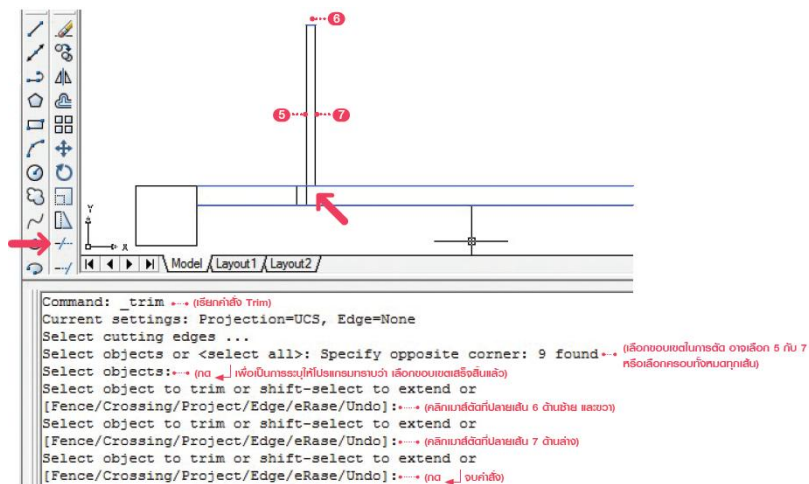 6
5
7
Y
X
Model Layout1 Layout2
Command: _trim (เรียกคำสั่ง Trim)
Current settings: Projection=UCS, Edge=None
Select cutting edges ...
Select objects or <select all>: Specify opposite corner: 9 found (เลือกขอบเขตในการตัด อาจเลือก 5 กับ 7
หรือเลือกครอบทั้งหมดทุกเส้น)
Select objects: (กด เพื่อเป็นการระบุให้โปรแกรมทราบว่า เลือกขอบเขตเสร็จสิ้นแล้ว)
Select object to trim or shift-select to extend or
[Fence/Crossing/Project/Edge/eRase/Undo]: (คลิกเมาส์ตัดที่ปลายเส้น 6 ด้านซ้าย และขวา)
Select object to trim or shift-select to extend or
[Fence/Crossing/Project/Edge/eRase/Undo]: (คลิกเมาส์ตัดที่ปลายเส้น 7 ด้านล่าง)
Select object to trim or shift-select to extend or
[Fence/Crossing/Project/Edge/eRase/Undo]: (กด จบคำสั่ง)